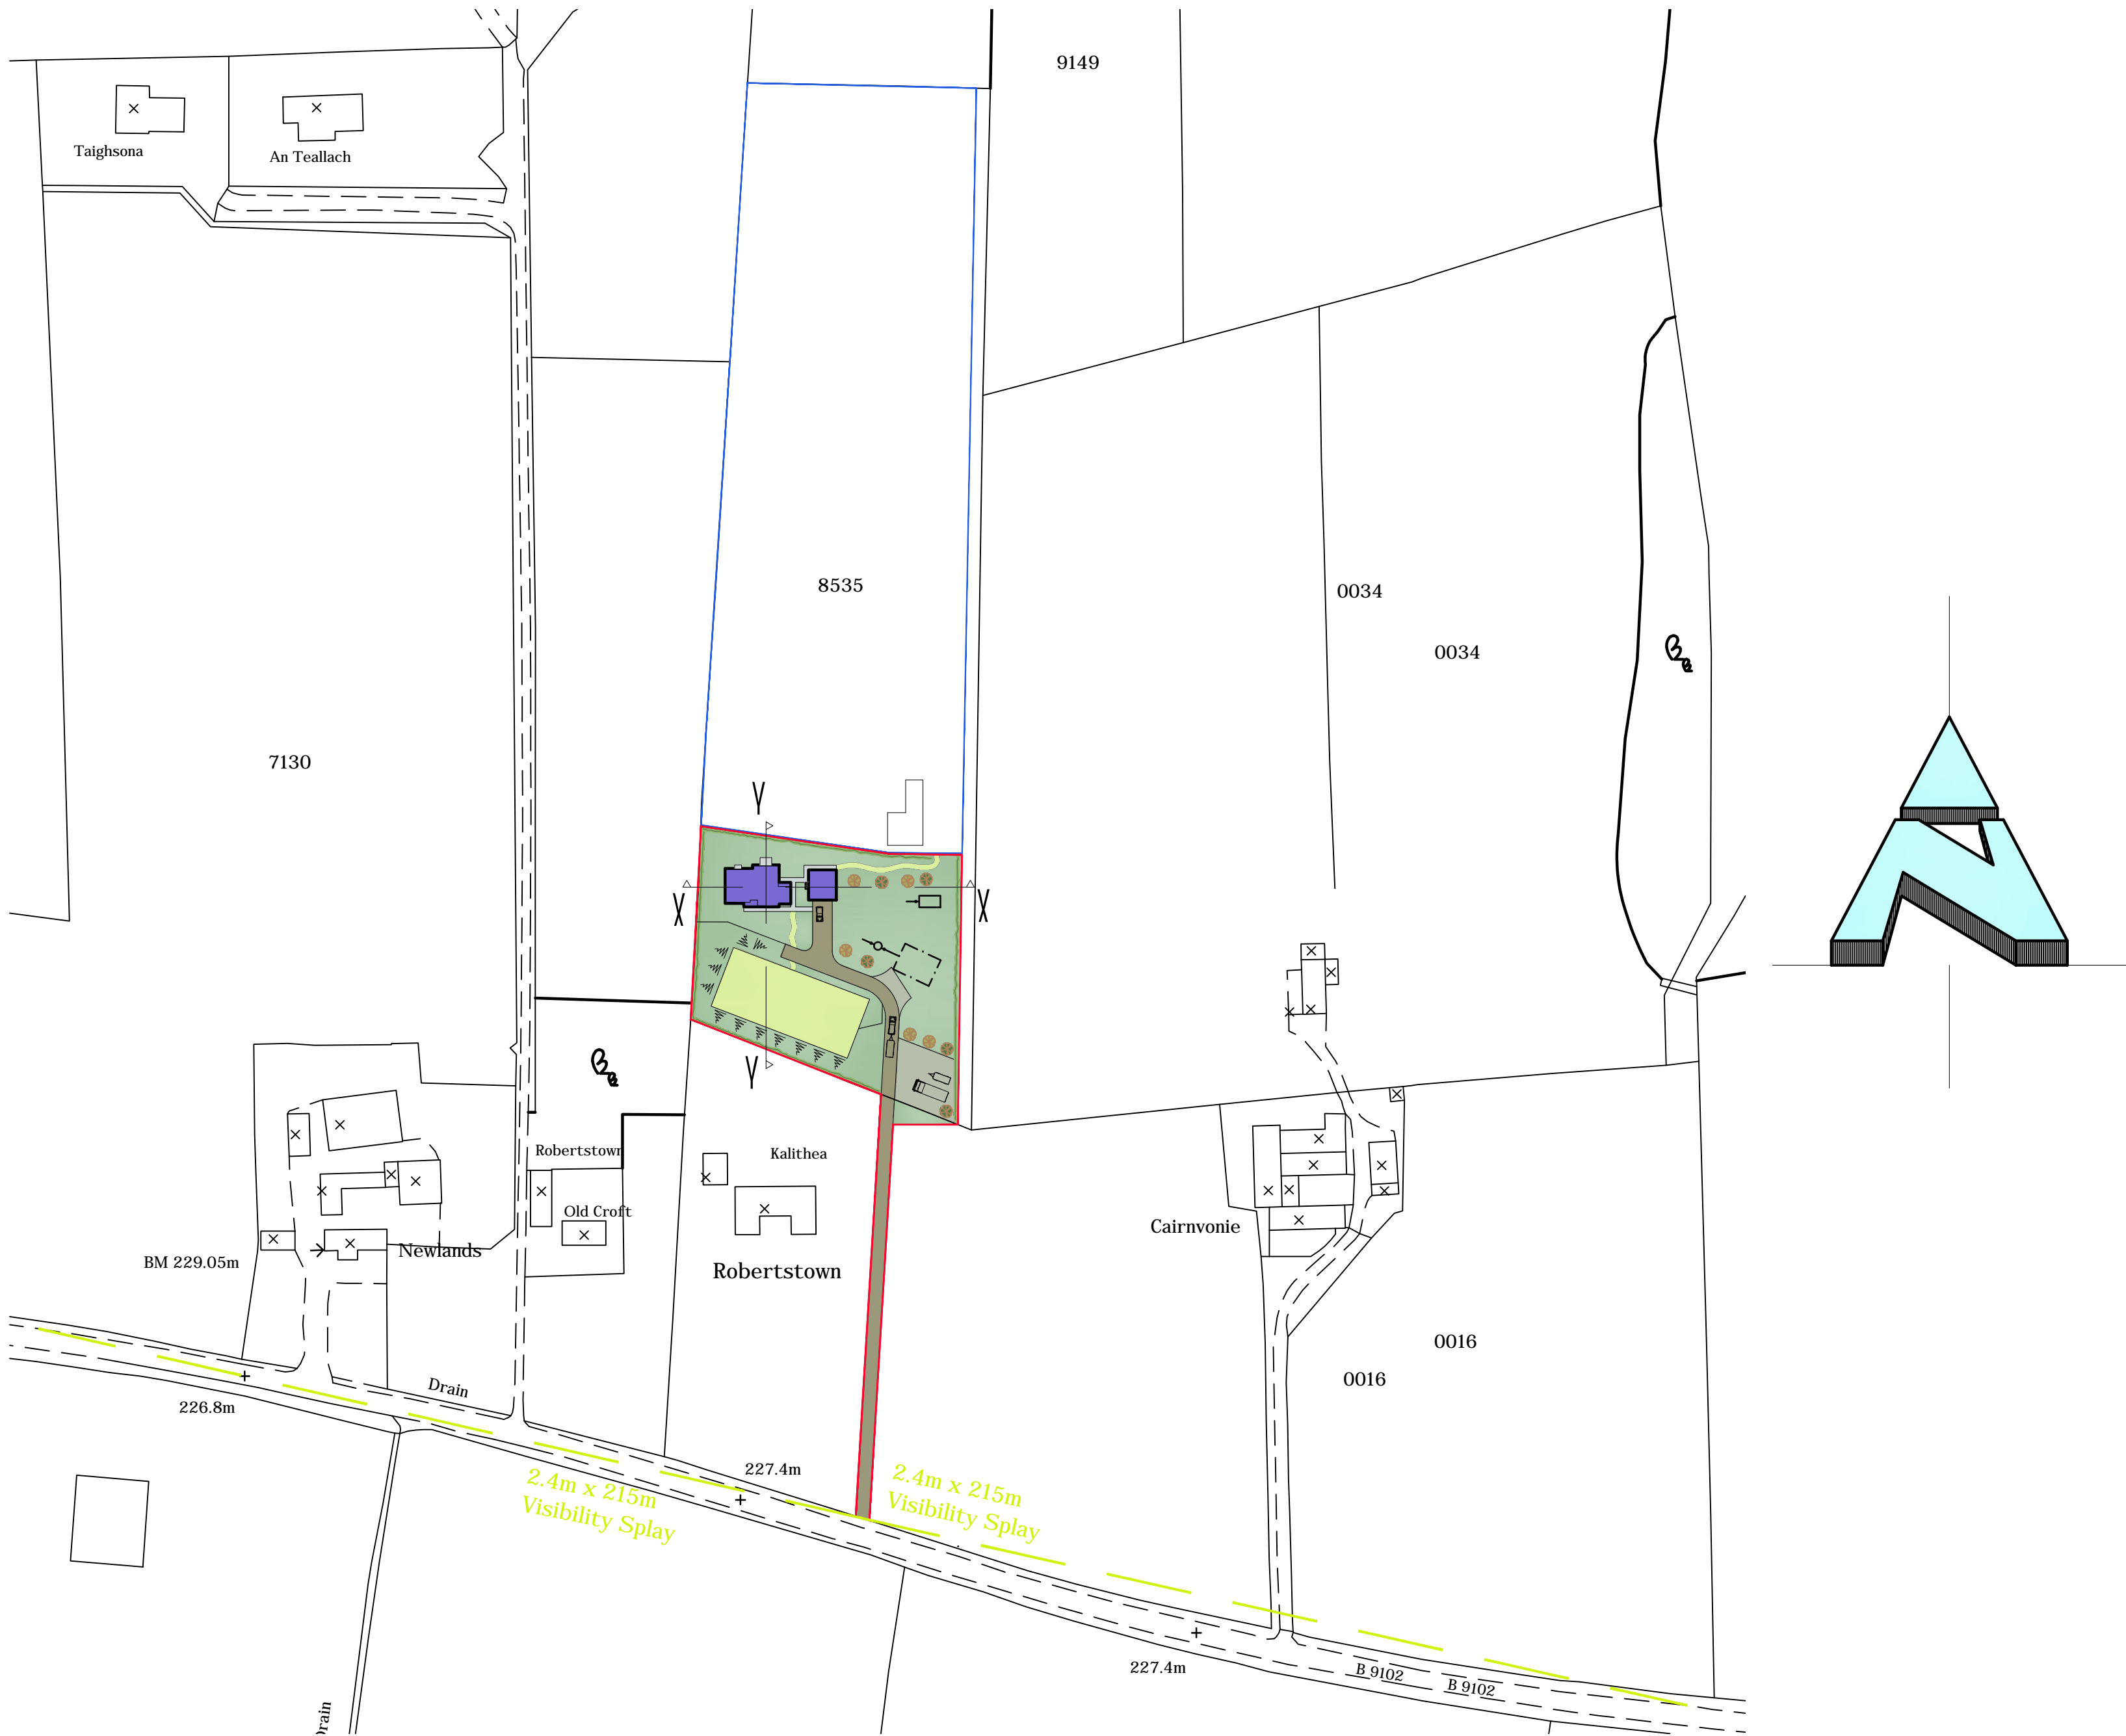 9149
Taighsona
An Teallach
8535
0034
0034
7130
Y
X
X
Y
Robertstown
Kalithea
Old Croft
Cairnvonie
Newlands
BM 229.05m
Robertstown
0016
0016
Drain
226.8m
227.4m
2.4m x 215m
Visibility Splay
2.4m x 215m
Visibility Splay
227.4m
B 9102
B 9102
Drain
N